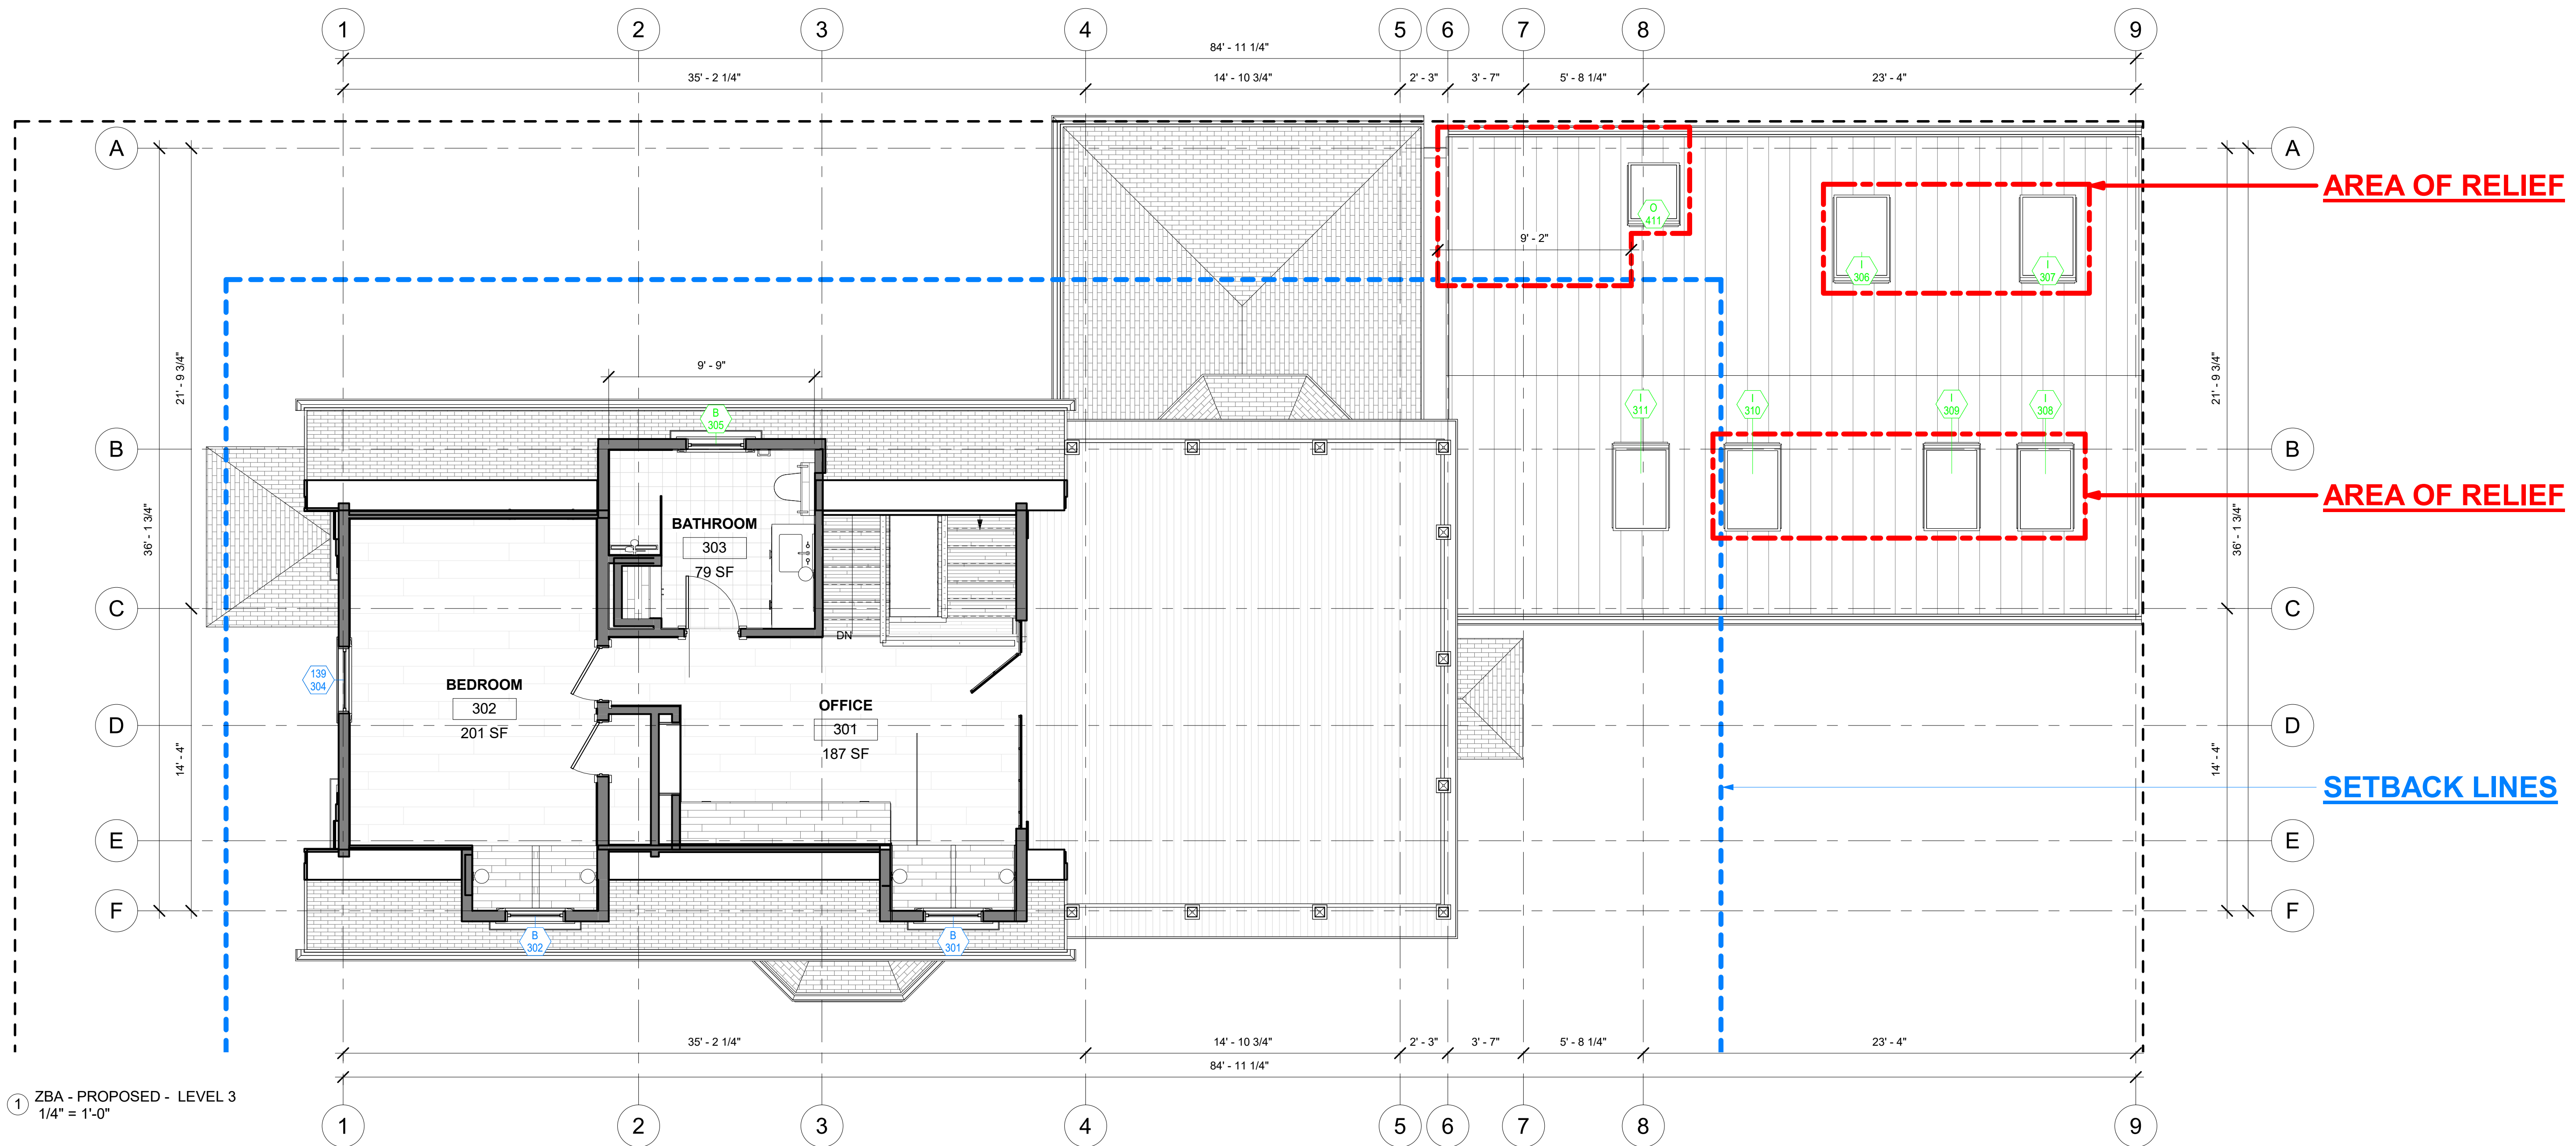 1 2 3 4 5 6 7 8 9
84' - 11 1/4"
35' - 2 1/4" 14' - 10 3/4" 2' - 3" 3' - 7" 5' - 8 1/4" 23' - 4"
A A
AREA OF RELIEF
O
411
9' - 2"
I
306
I
307
21' - 9 3/4"
21' - 9 3/4"
9' - 9"
B
305
I
311
I
310
I
309
I
308
B B
AREA OF RELIEF
36' - 1 3/4"
36' - 1 3/4"
BATHROOM
303
79 SF
C C
DN
139
304
BEDROOM
302
201 SF
OFFICE
301
187 SF
D D
14' - 4"
14' - 4"
SETBACK LINES
E E
F F
B
302
B
301
35' - 2 1/4" 14' - 10 3/4" 2' - 3" 3' - 7" 5' - 8 1/4" 23' - 4"
84' - 11 1/4"
1 ZBA - PROPOSED - LEVEL 3
1/4" = 1'-0"
1 2 3 4 5 6 7 8 9